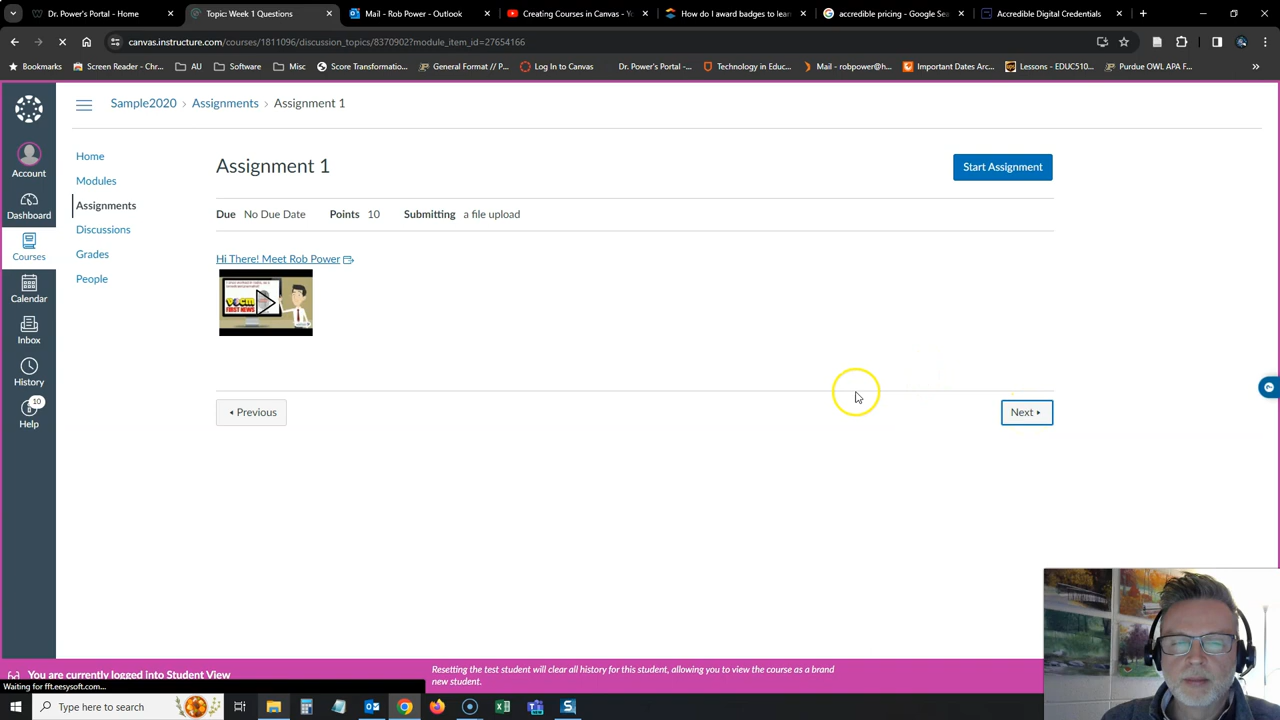 Dr. Power's Portal - Home
Topic: Week 1 Questions
Mail - Rob Power - Outlook
Creating Courses in Canvas - Yo
How do I award badges to lear
accredible pricing - Google Sea
Accredible Digital Credentials
canvas.instructure.com/courses/1811096/discussion_topics/8370902?module_item_id=27654166
Bookmarks
Screen Reader - Chr...
AU
Software
Misc
Score Transformatio...
General Format // P...
Log In to Canvas
Dr. Power's Portal -...
Technology in Educ...
Mail - robpower@h...
Important Dates Arc...
Lessons - EDUC510...
Purdue OWL APA F...
Sample2020 › Assignments › Assignment 1
Account
Dashboard
Courses
Calendar
Inbox
History
10
Help
Home
Modules
Assignments
Discussions
Grades
People
Assignment 1
Start Assignment
Due No Due Date Points 10 Submitting a file upload
Hi There! Meet Rob Power
VOCM
FIRST NEWS
Previous
Next
You are currently logged into Student View
Resetting the test student will clear all history for this student, allowing you to view the course as a brand
new student.
Waiting for fft.eesysoft.com...
Type here to search